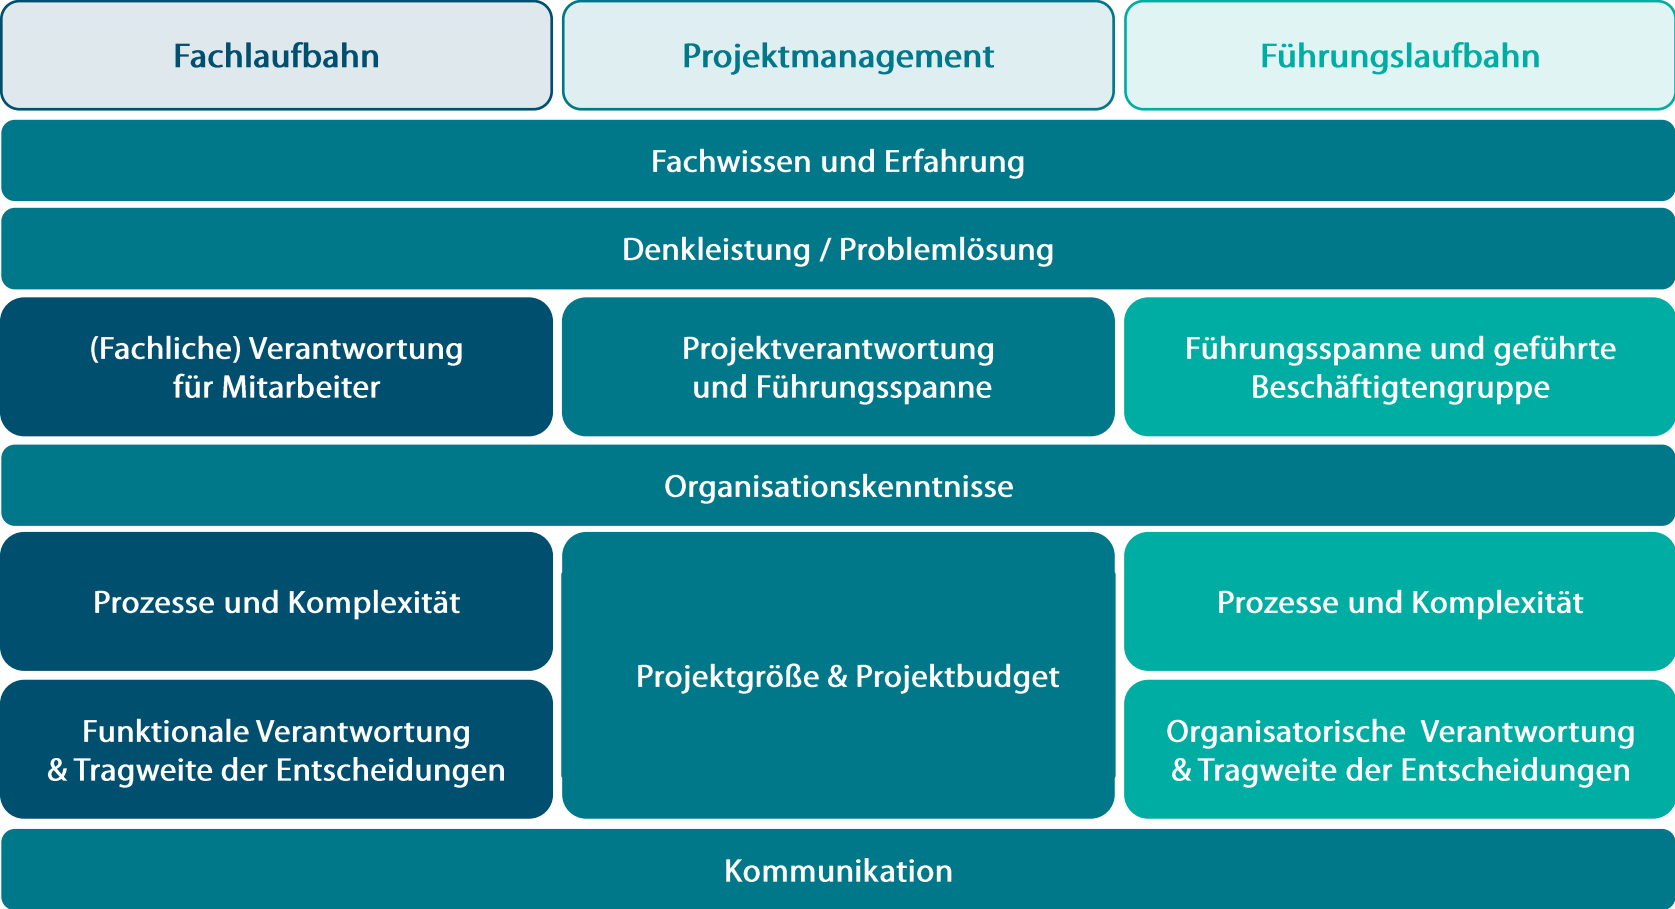 Fachlaufbahn
Projektmanagement
Führungslaufbahn
Fachwissen und Erfahrung
Denkleistung / Problemlösung
(Fachliche) Verantwortung
für Mitarbeiter
Projektverantwortung
und Führungsspanne
Führungsspanne und geführte
Beschäftigtengruppe
Organisationskenntnisse
Prozesse und Komplexität
Projektgröße & Projektbudget
Prozesse und Komplexität
Funktionale Verantwortung
& Tragweite der Entscheidungen
Organisatorische Verantwortung
& Tragweite der Entscheidungen
Kommunikation